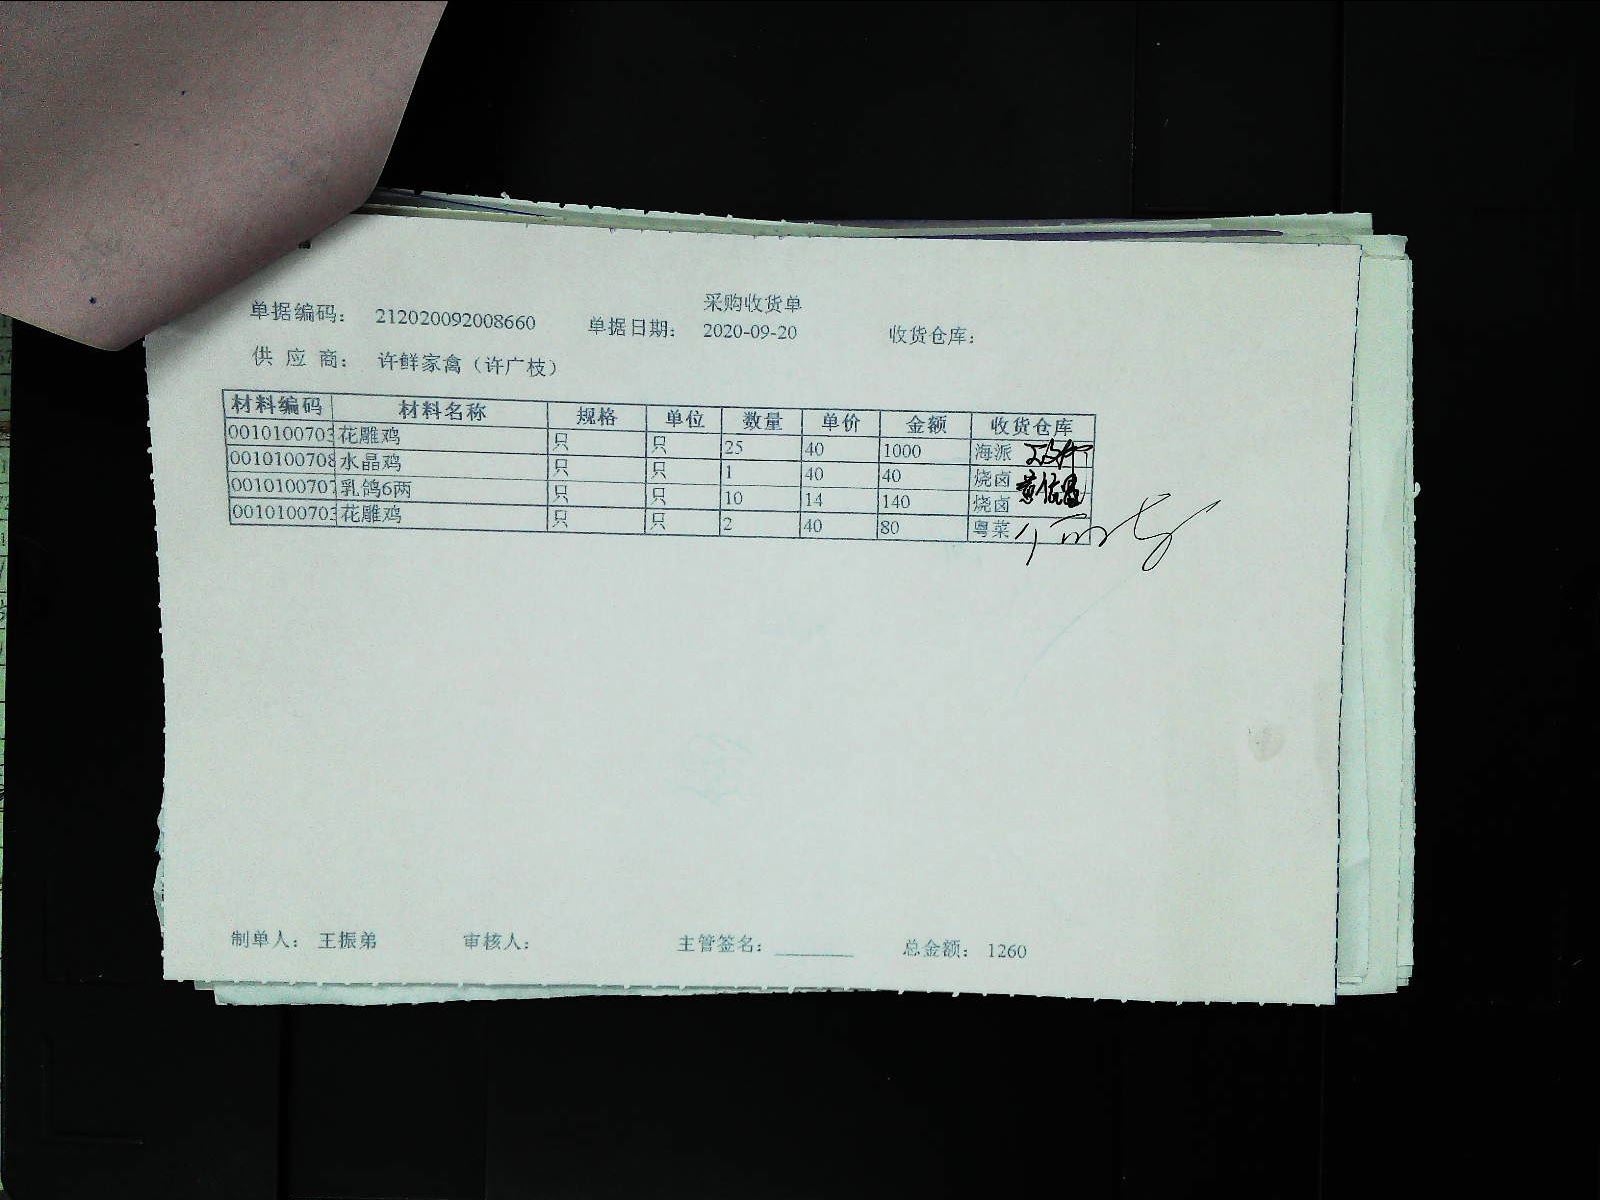 采购收货单
单据编码: 212020092008660 单据日期: 2020-09-20 收货仓库:
供 应 商: 许鲜家禽(许广枝)
材料编码 材料名称 规格 单位 数量 单价 金额 收货仓库
0010100703 花雕鸡 只 只 25 40 1000 海派
0010100708 水晶鸡 只 只 1 40 40 烧卤
0010100707 乳鸽6两 只 只 10 14 140 烧卤
0010100703 花雕鸡 只 只 2 40 80 粤菜
制单人: 王振弟 审核人: 主管签名: 总金额: 1260